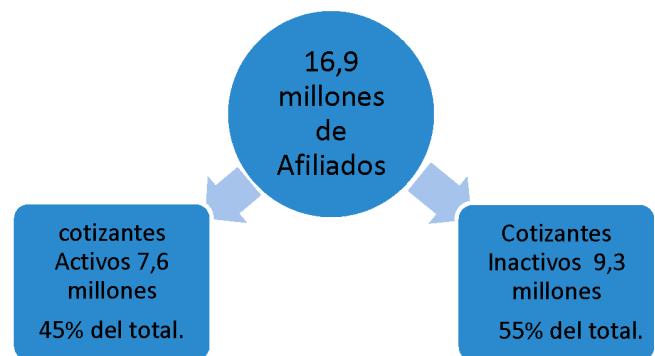 16,9
millones
de
Afiliados
cotizantes
Activos 7,6
millones
45% del total.
Cotizantes
Inactivos 9,3
millones
55% del total.